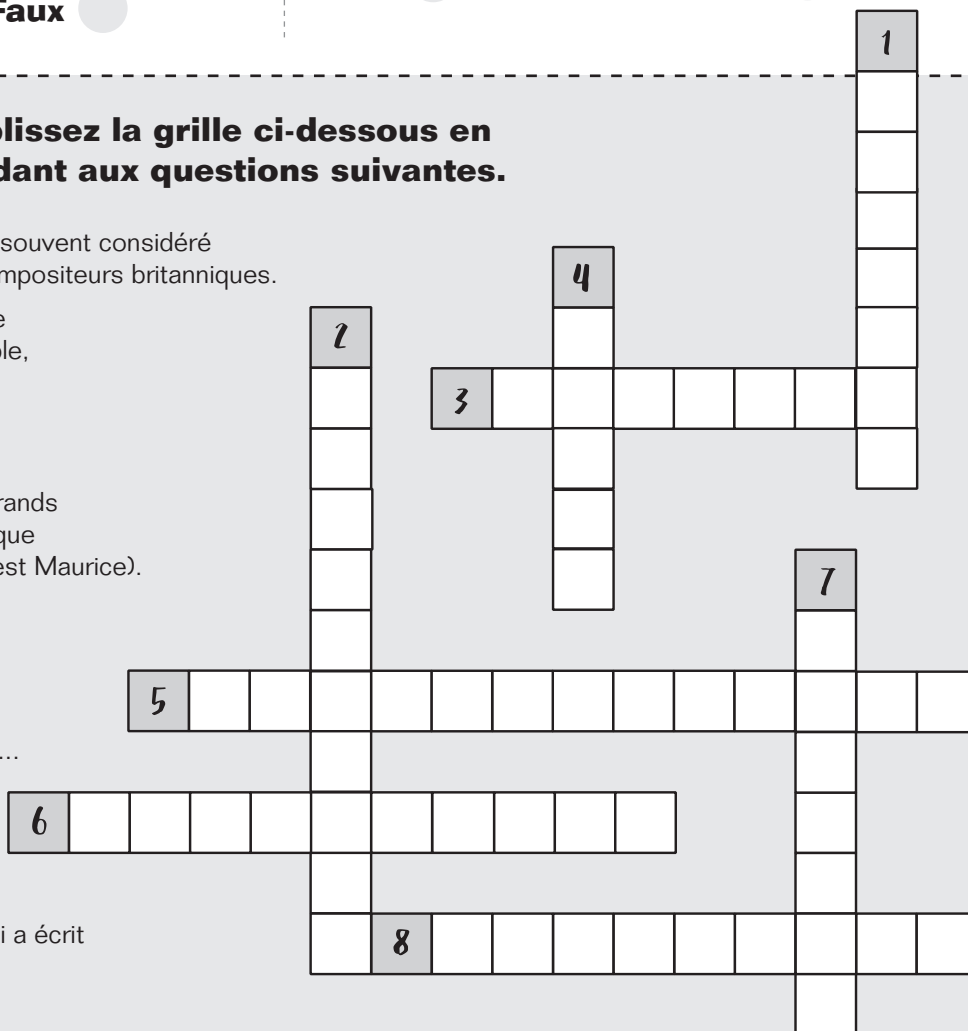 Faux
plissez la grille ci-dessous en
dant aux questions suivantes.
souvent considéré
mpositeurs britanniques.
e
ble,
rands
que
est Maurice).
...
i a écrit
1
4
2
3
7
5
6
8